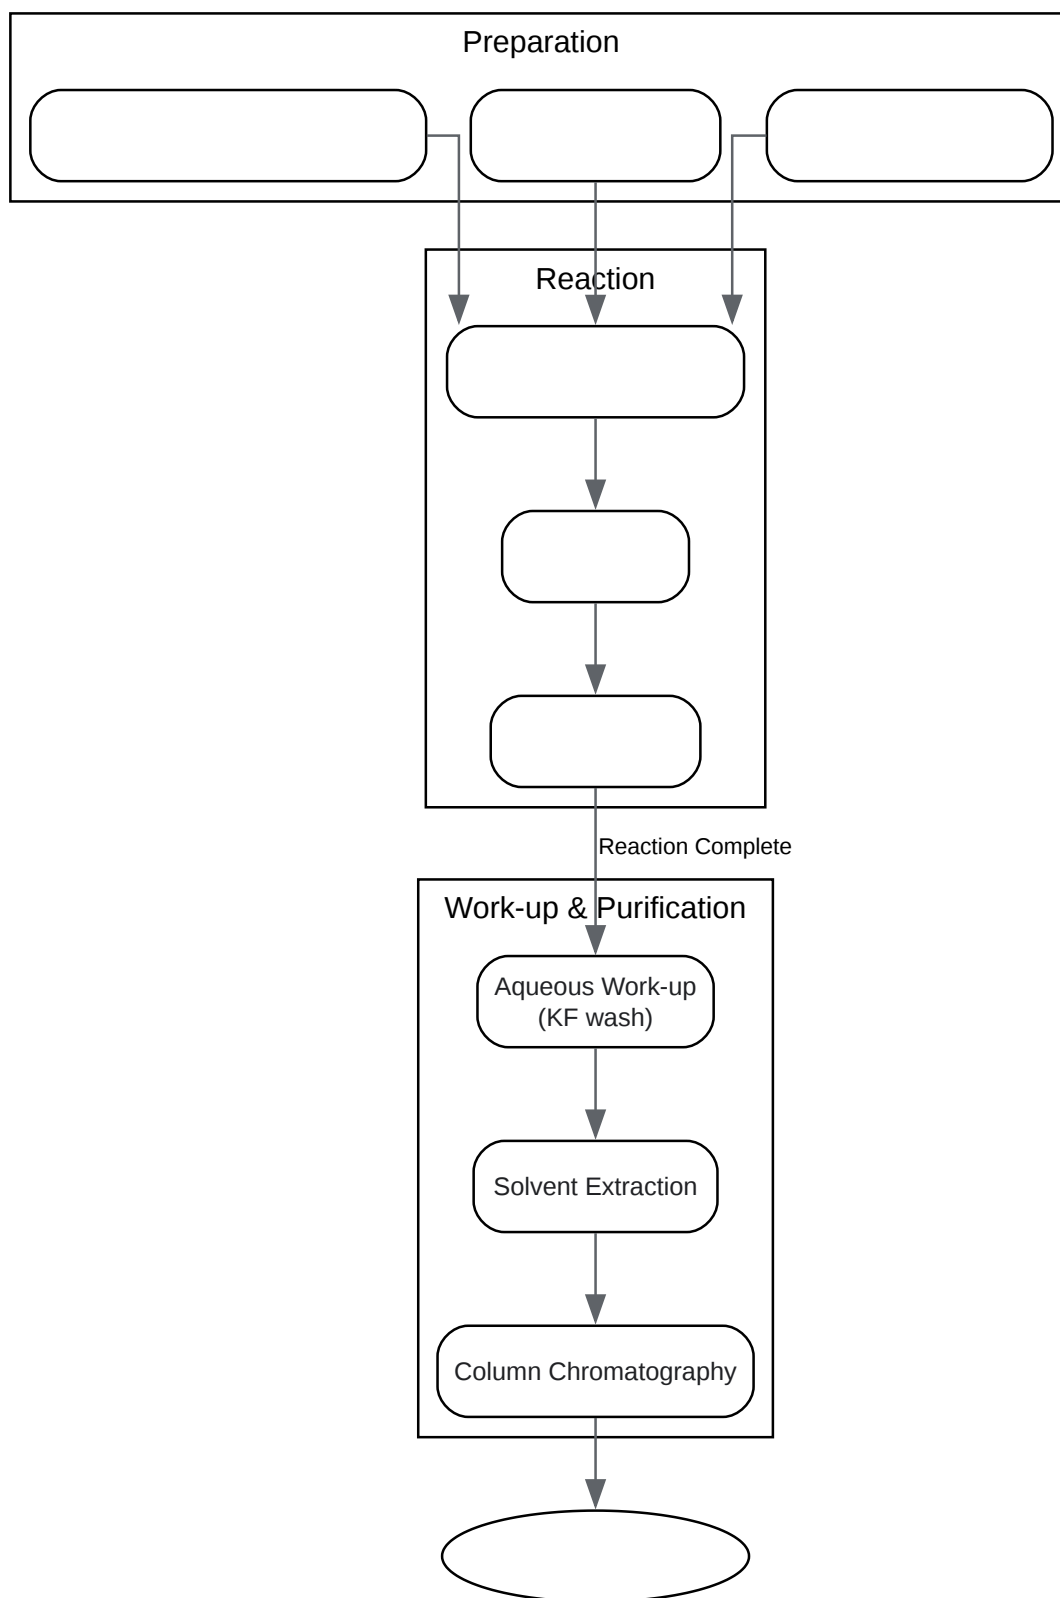 Preparation
Reaction
Reaction Complete
Work-up & Purification
Aqueous Work-up
(KF wash)
Solvent Extraction
Column Chromatography